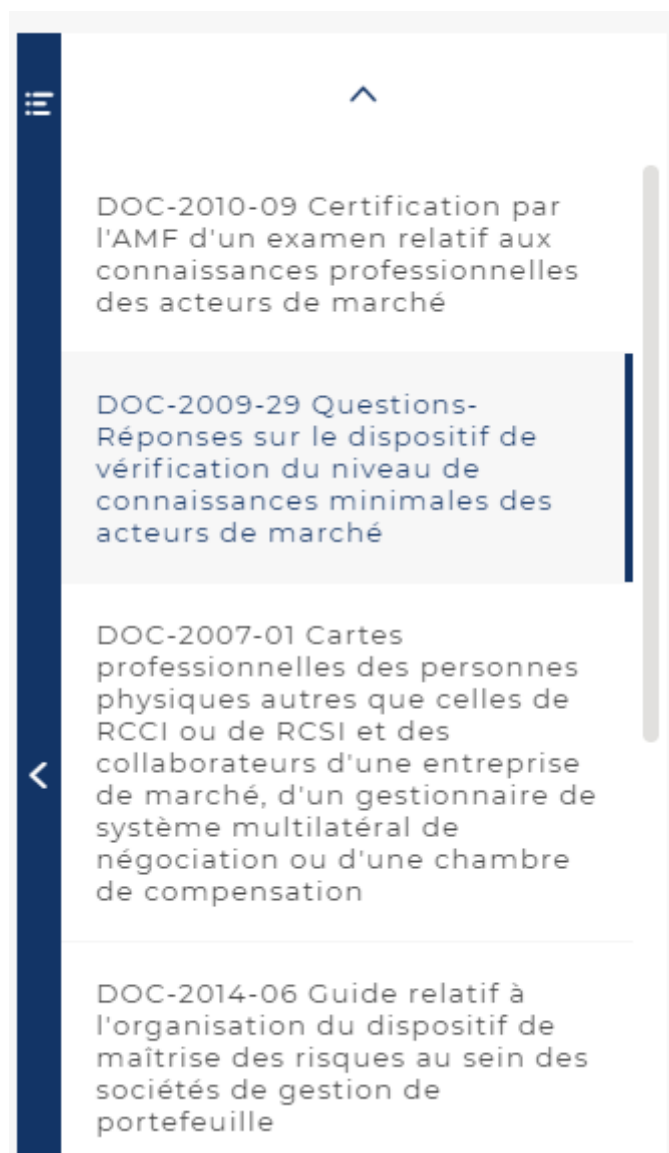 DOC-2010-09 Certification par
l'AMF d'un examen relatif aux
connaissances professionnelles
des acteurs de marché
DOC-2009-29 Questions-
Réponses sur le dispositif de
vérification du niveau de
connaissances minimales des
acteurs de marché
DOC-2007-01 Cartes
professionnelles des personnes
physiques autres que celles de
RCCI ou de RCSI et des
collaborateurs d'une entreprise
de marché, d'un gestionnaire de
système multilatéral de
négociation ou d'une chambre
de compensation
DOC-2014-06 Guide relatif à
l'organisation du dispositif de
maîtrise des risques au sein des
sociétés de gestion de
portefeuille